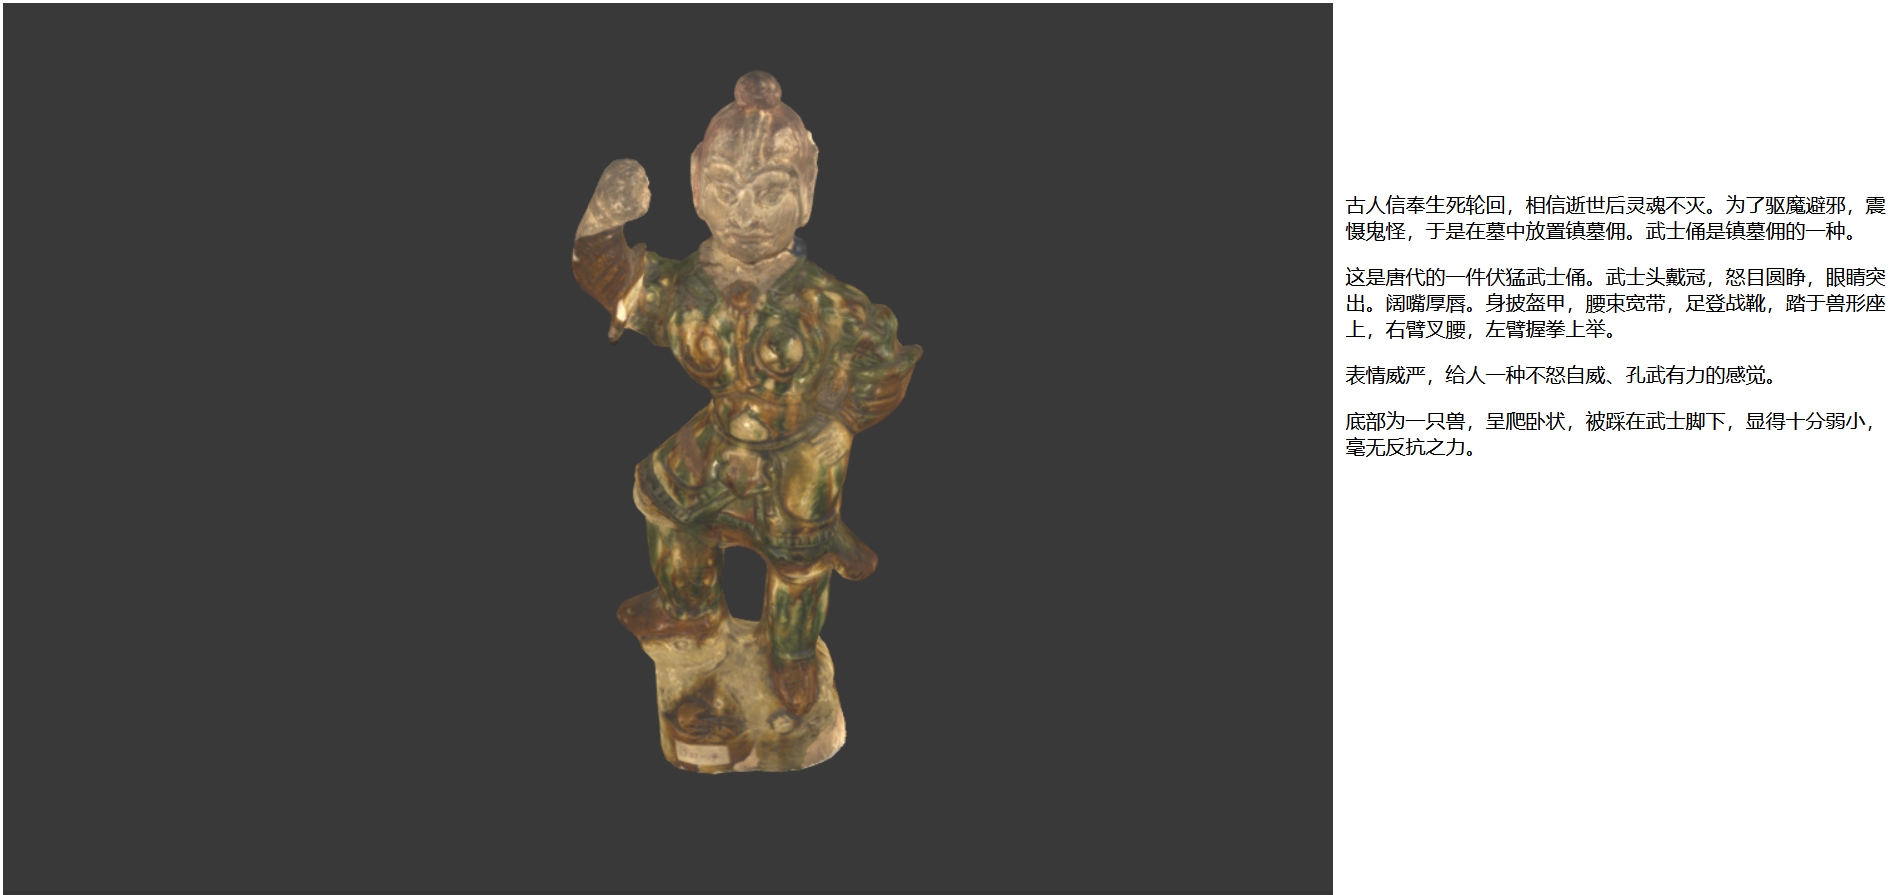 古人信奉生死轮回，相信逝世后灵魂不灭。为了驱魔避邪，震
慑鬼怪，于是在墓中放置镇墓佣。武士俑是镇墓佣的一种。
这是唐代的一件伏猛武士俑。武士头戴冠，怒目圆睁，眼睛突
出。阔嘴厚唇。身披盔甲，腰束宽带，足登战靴，踏于兽形座
上，右臂叉腰，左臂握拳上举。
表情威严，给人一种不怒自威、孔武有力的感觉。
底部为一只兽，呈爬卧状，被踩在武士脚下，显得十分弱小，
毫无反抗之力。